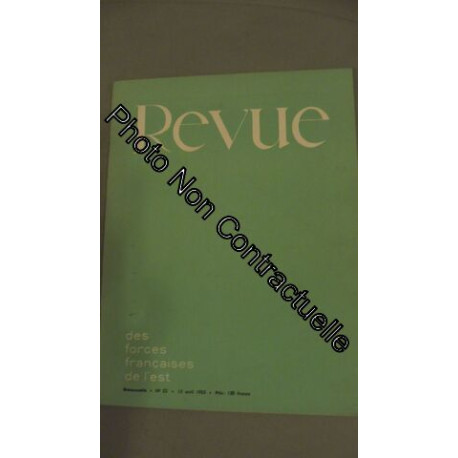 Revue
Photo Non Contractuelle
des
forces
françaises
de l'est